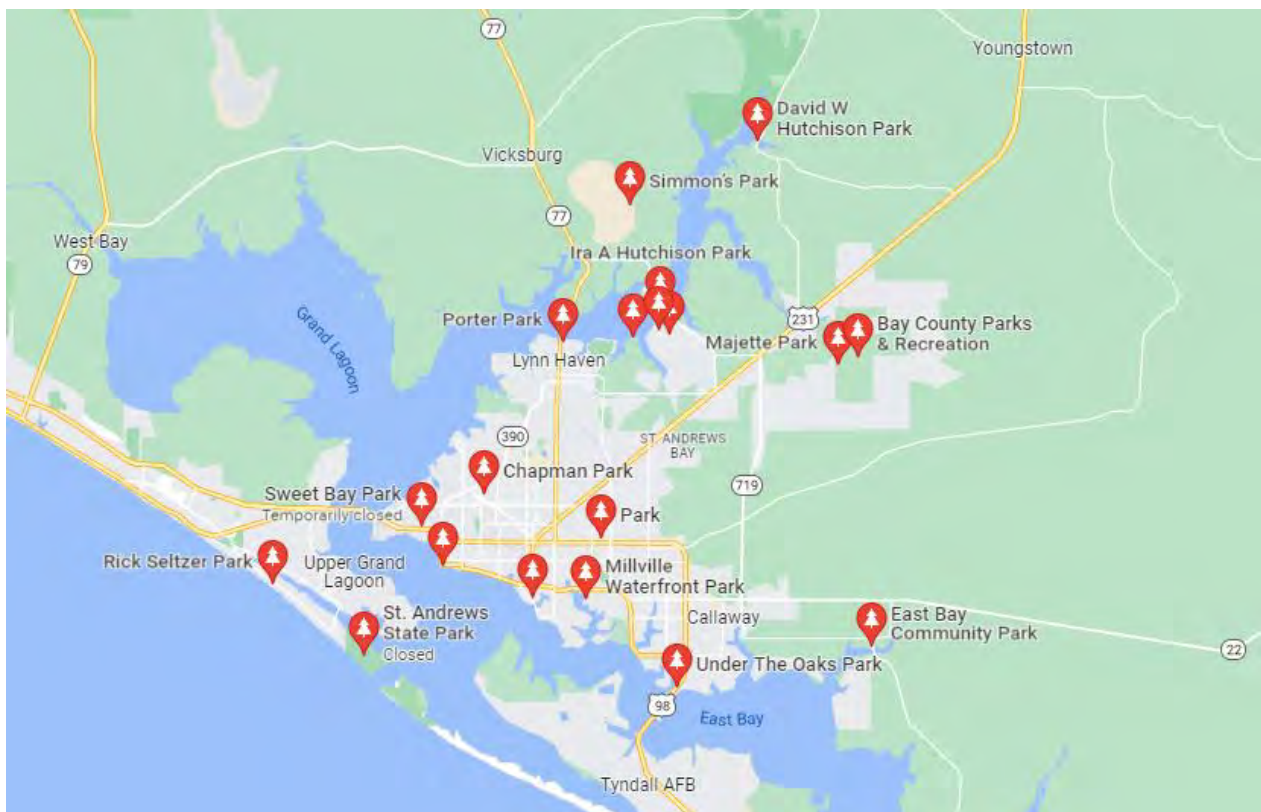 77
Youngstown
David W
Hutchison Park
Vicksburg
Simmon's Park
77
West Bay
Ira A Hutchison Park
79
Grand Lagoon
Porter Park
231
Bay County Parks
& Recreation
Majette Park
Lynn Haven
390
ST. ANDREWS
BAY
Chapman Park
719
Sweet Bay Park
Temporarily closed
Park
Rick Seltzer Park
Upper Grand
Lagoon
Millville
Waterfront Park
St. Andrews
State Park
Closed
Callaway
East Bay
Community Park
22
Under The Oaks Park
98
East Bay
Tyndall AFB